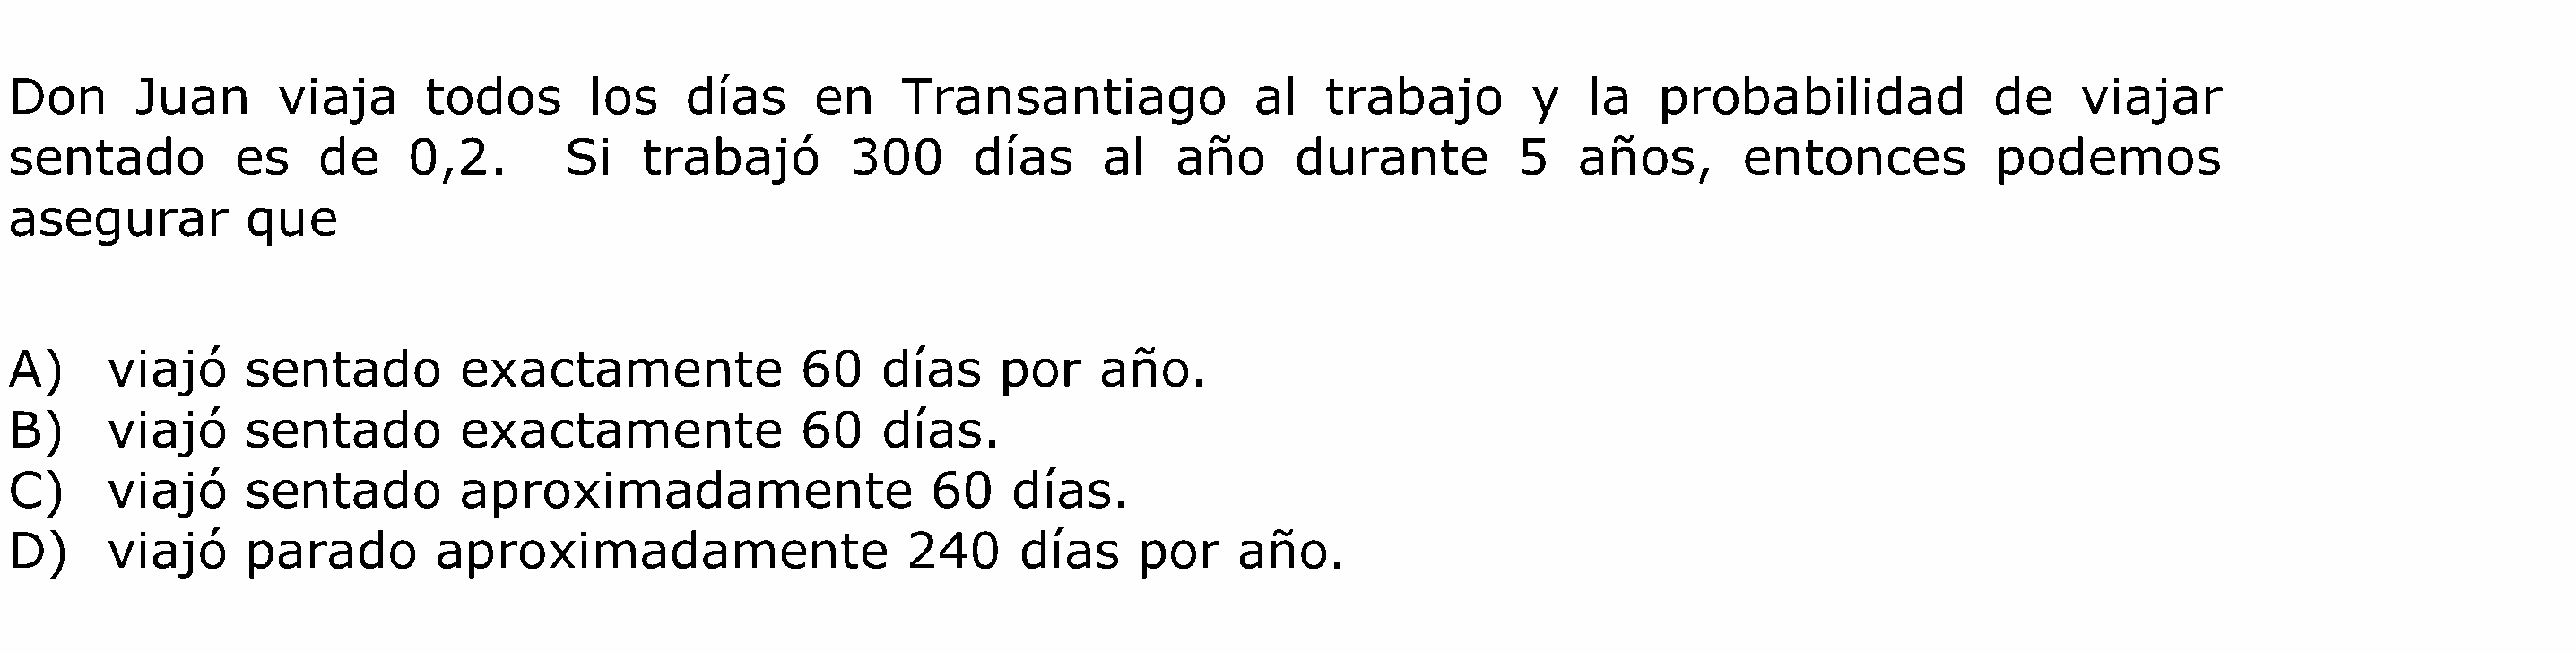 Don Juan viaja todos los días en Transantiago al trabajo y la probabilidad de viajar
sentado es de 0,2. Si trabajó 300 días al año durante 5 años, entonces podemos
asegurar que
A) viajó sentado exactamente 60 días por año.
B) viajó sentado exactamente 60 días.
C) viajó sentado aproximadamente 60 días.
D) viajó parado aproximadamente 240 días por año.